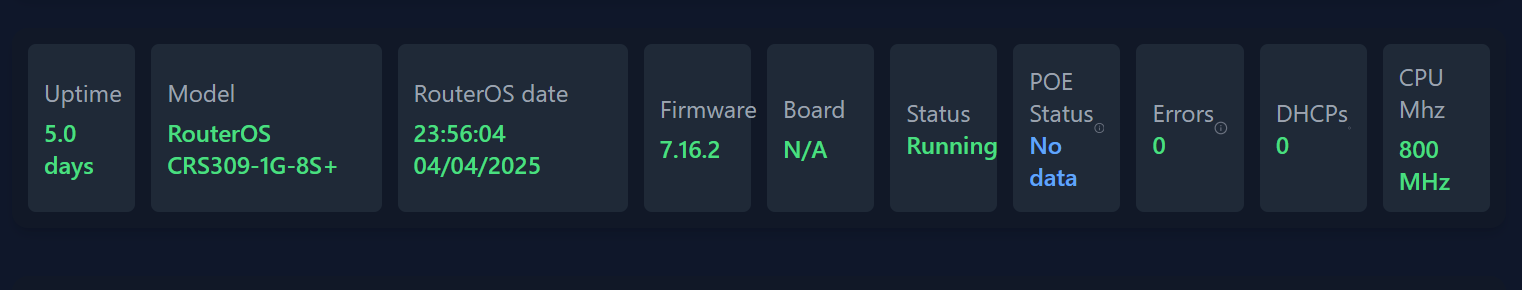 Uptime
5.0
days
Model
RouterOS
CRS309-1G-8S+
RouterOS date
23:56:04
04/04/2025
Firmware
7.16.2
Board
N/A
Status
Running
POE
Status
No
data
Errors
0
DHCPs
0
CPU
Mhz
800
MHz